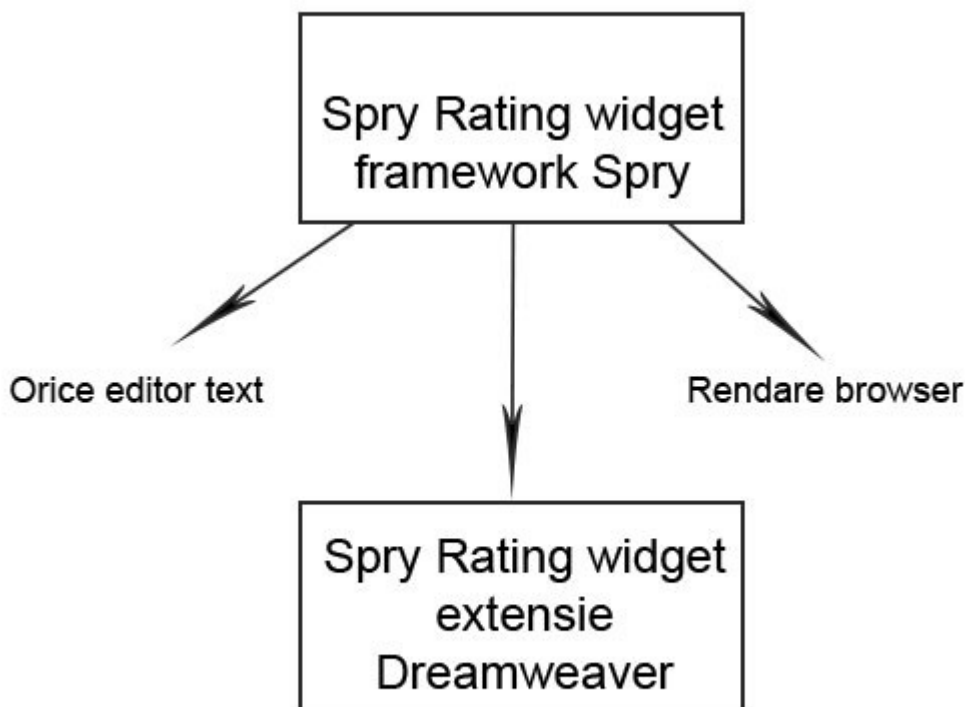 Spry Rating widget
framework Spry
Orice editor text
Rendare browser
Spry Rating widget
extensie
Dreamweaver